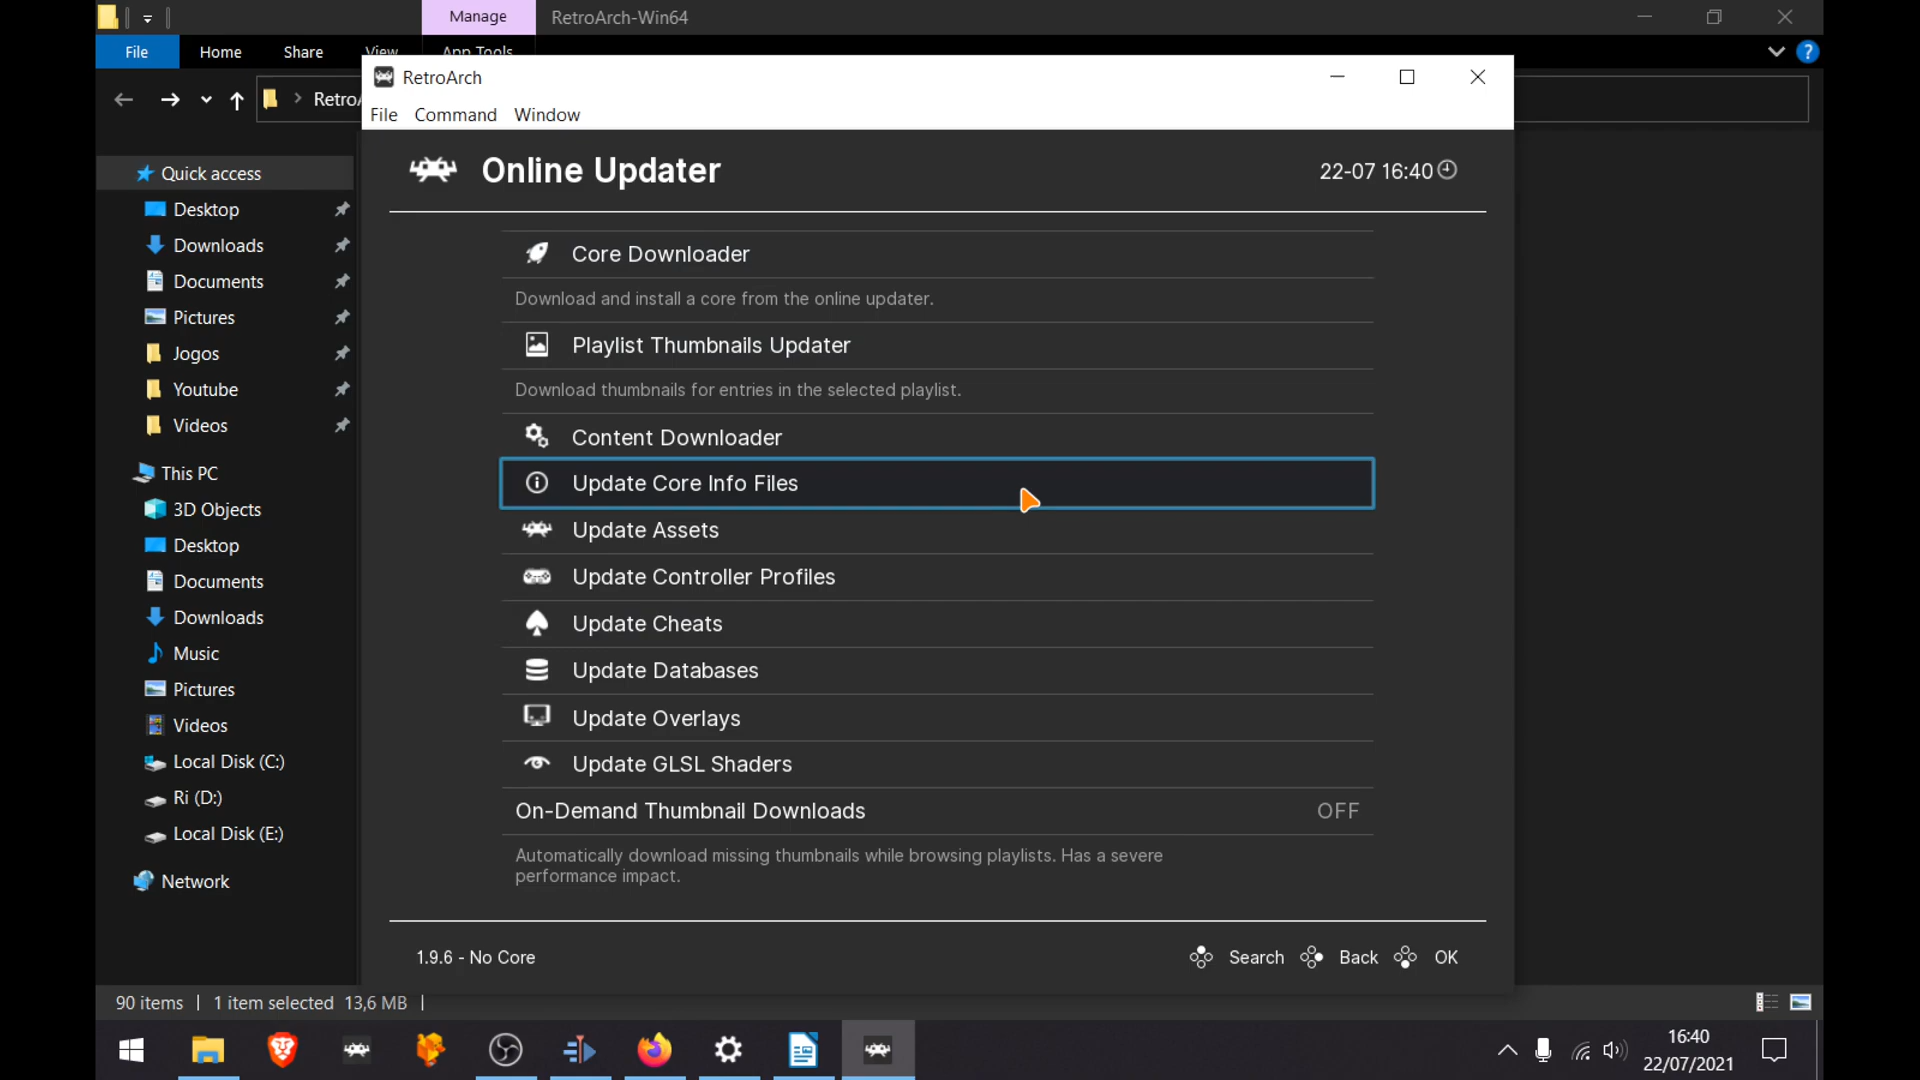 Manage
RetroArch-Win64
File
Home
Share
View
App Tools
RetroArch
File
Command
Window
Online Updater
22-07 16:40
Quick access
Desktop
Downloads
Documents
Pictures
Jogos
Youtube
Videos
This PC
3D Objects
Desktop
Documents
Downloads
Music
Pictures
Videos
Local Disk (C:)
Ri (D:)
Local Disk (E:)
Network
Core Downloader
Download and install a core from the online updater.
Playlist Thumbnails Updater
Download thumbnails for entries in the selected playlist.
Content Downloader
Update Core Info Files
Update Assets
Update Controller Profiles
Update Cheats
Update Databases
Update Overlays
Update GLSL Shaders
On-Demand Thumbnail Downloads OFF
Automatically download missing thumbnails while browsing playlists. Has a severe
performance impact.
1.9.6 - No Core
Search
Back
OK
90 items
1 item selected 13,6 MB
16:40
22/07/2021